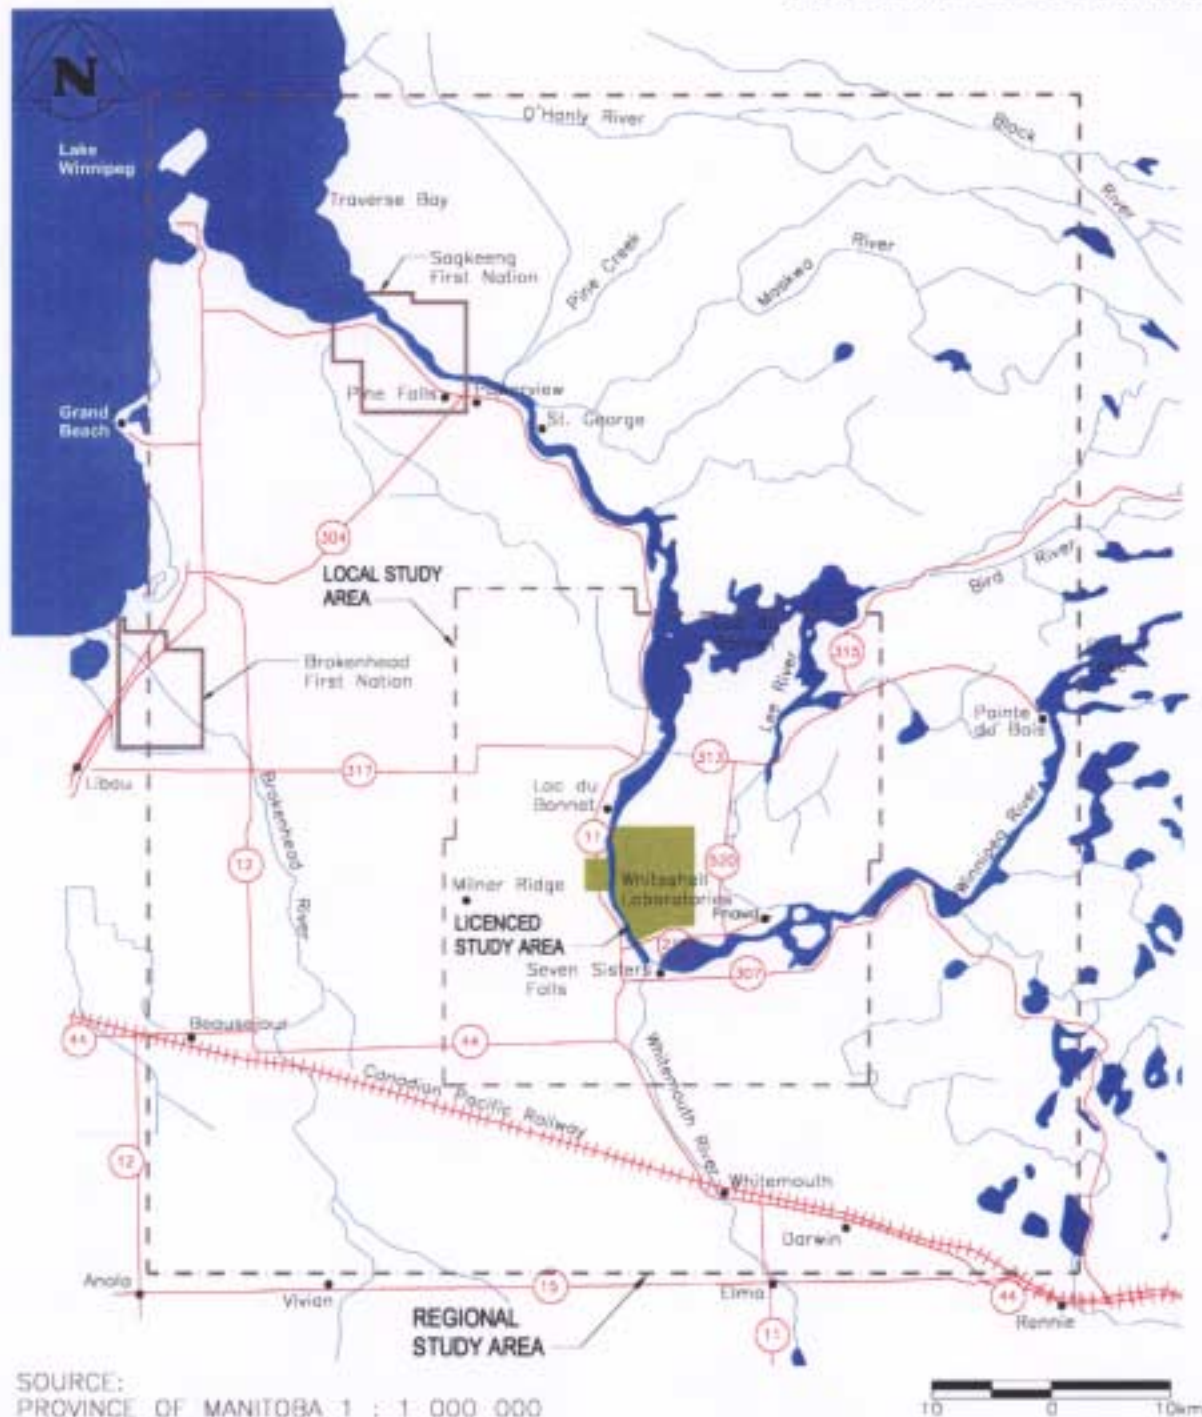 N
Lake
Winnipeg
O'Hanly River
Black
River
Traverse Bay
Sagkeeng
First Nation
Pine Creek
Maskwa
River
Pine Falls
Powerview
St. George
Grand
Beach
304
LOCAL STUDY
AREA
Bird River
Brokenhead
First Nation
Lee River
315
Pointe
du Bois
Libau
317
313
Lac du
Bonnet
11
520
Winnipeg River
Brokenhead
River
12
Milner Ridge
Whiteshell
Laboratories
Pinawa
LICENCED
STUDY AREA
Seven Sisters
Falls
307
Beausejour
44
44
Canadian Pacific Railway
Whitemouth River
12
Whitemouth
Darwin
Anola
Vivian
15
Elma
44
Rennie
REGIONAL
STUDY AREA
11
SOURCE:
PROVINCE OF MANITOBA 1 : 1 000 000
10 0 10km